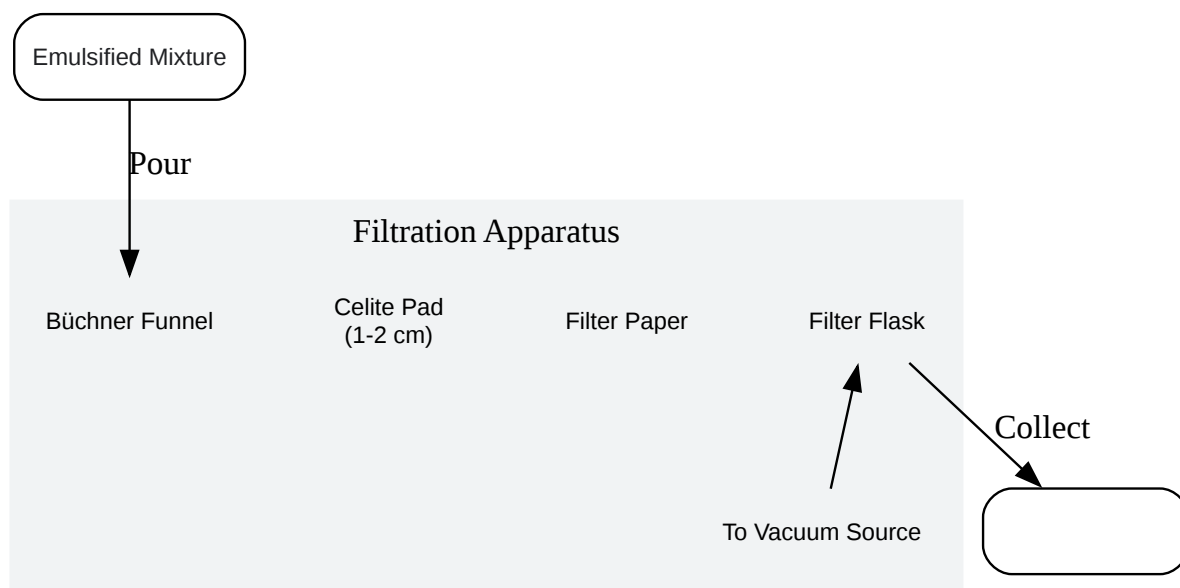 Emulsified Mixture
Pour
Filtration Apparatus
Büchner Funnel
Celite Pad
(1-2 cm)
Filter Paper
Filter Flask
Collect
To Vacuum Source